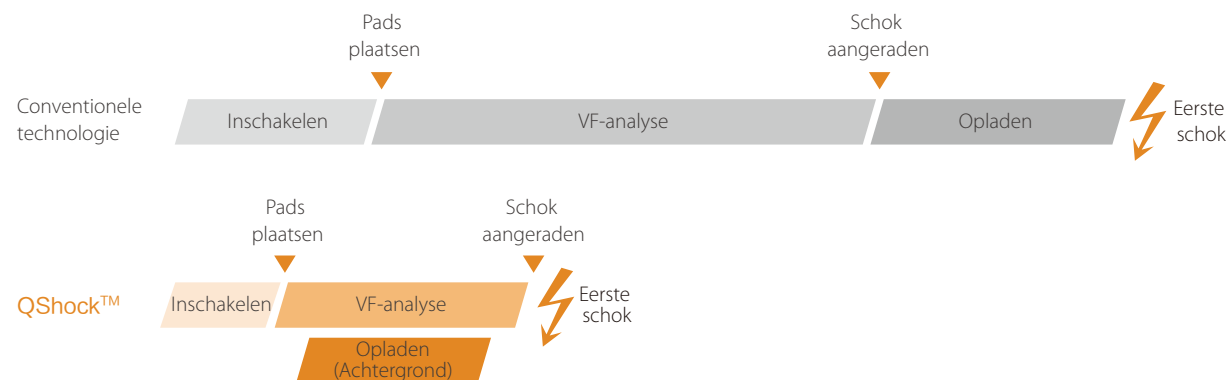 Pads
plaatsen
Schok
aangeraden
Conventionele
technologie
Inschakelen
VF-analyse
Opladen
Eerste
schok
Pads
plaatsen
Schok
aangeraden
QShock™
Inschakelen
VF-analyse
Eerste
schok
Opladen
(Achtergrond)